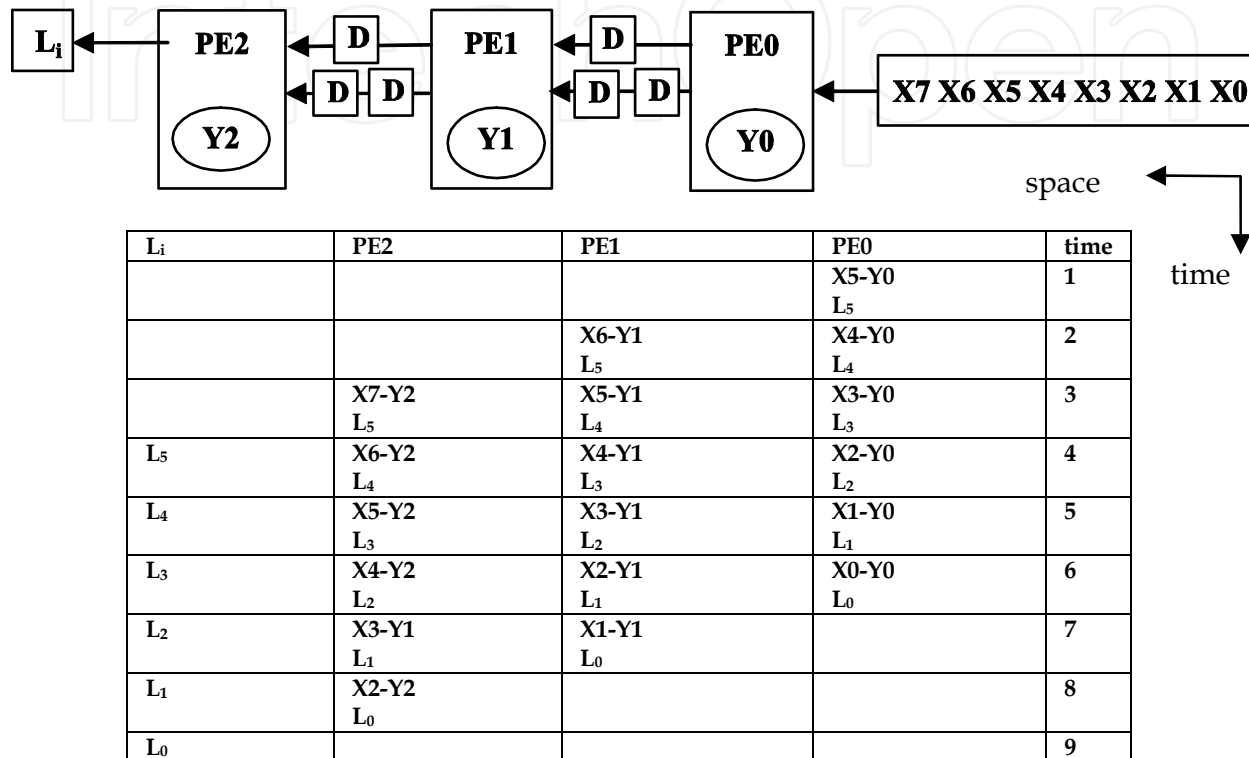 IntechOpen
Li PE2 D PE1 D PE0 X7 X6 X5 X4 X3 X2 X1 X0
D D D D
Y2 Y1 Y0
space
time
Li PE2 PE1 PE0 time
X5-Y0 1
L5
X6-Y1 X4-Y0 2
L5 L4
X7-Y2 X5-Y1 X3-Y0 3
L5 L4 L3
L5 X6-Y2 X4-Y1 X2-Y0 4
L4 L3 L2
L4 X5-Y2 X3-Y1 X1-Y0 5
L3 L2 L1
L3 X4-Y2 X2-Y1 X0-Y0 6
L2 L1 L0
L2 X3-Y1 X1-Y1 7
L1 L0
L1 X2-Y2 8
L0
L0 9